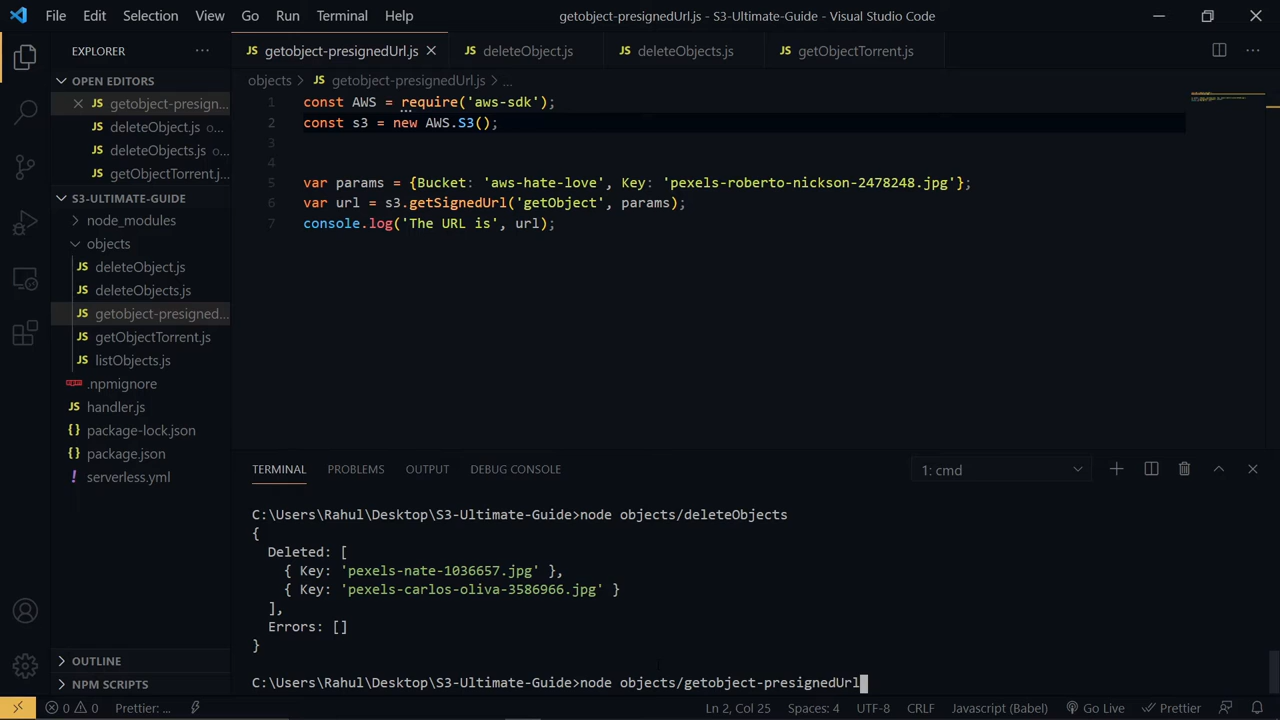 File Edit Selection View Go Run Terminal Help
getobject-presignedUrl.js - S3-Ultimate-Guide - Visual Studio Code
EXPLORER
OPEN EDITORS
getobject-presign...
deleteObject.js o...
deleteObjects.js o...
getObjectTorrent.j...
S3-ULTIMATE-GUIDE
node_modules
objects
deleteObject.js
deleteObjects.js
getobject-presigned...
getObjectTorrent.js
listObjects.js
.npmignore
handler.js
package-lock.json
package.json
serverless.yml
OUTLINE
NPM SCRIPTS
JS getobject-presignedUrl.js JS deleteObject.js JS deleteObjects.js JS getObjectTorrent.js
objects > JS getobject-presignedUrl.js > ...
1 const AWS = require('aws-sdk');
2 const s3 = new AWS.S3();
3
4
5 var params = {Bucket: 'aws-hate-love', Key: 'pexels-roberto-nickson-2478248.jpg'};
6 var url = s3.getSignedUrl('getObject', params);
7 console.log('The URL is', url);
TERMINAL PROBLEMS OUTPUT DEBUG CONSOLE 1: cmd
C:\Users\Rahul\Desktop\S3-Ultimate-Guide>node objects/deleteObjects
{
Deleted: [
{ Key: 'pexels-nate-1036657.jpg' },
{ Key: 'pexels-carlos-oliva-3586966.jpg' }
],
Errors: []
}
C:\Users\Rahul\Desktop\S3-Ultimate-Guide>node objects/getobject-presignedUrl
0 0 Prettier: ... Ln 2, Col 25 Spaces: 4 UTF-8 CRLF Javascript (Babel) Go Live Prettier